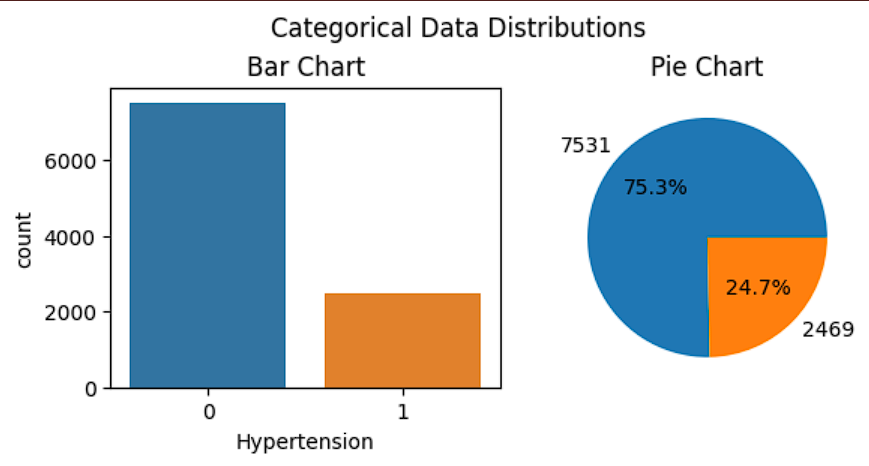 Categorical Data Distributions
Bar Chart
6000
4000
2000
0
count
0 1
Hypertension
Pie Chart
7531
75.3%
24.7%
2469